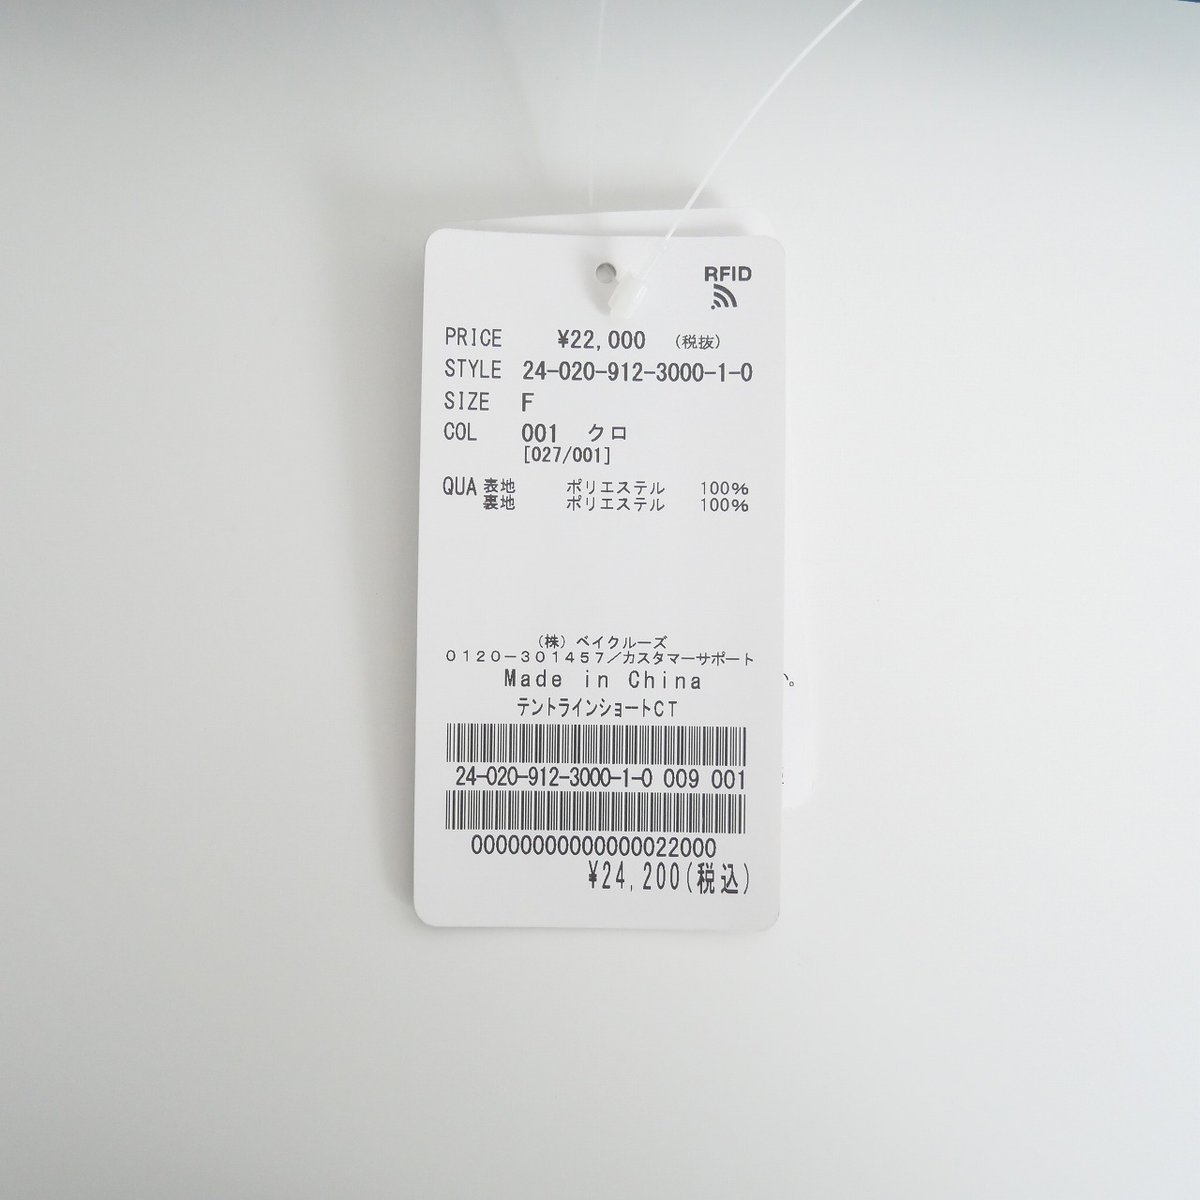 RFID
PRICE ¥22,000 (税抜)
STYLE 24-020-912-3000-1-0
SIZE F
COL 001 クロ
[027/001]
QUA 表地 ポリエステル 100%
裏地 ポリエステル 100%
(株) ベイクルーズ
0120-301457/カスタマーサポート
Made in China
テントラインショートCT
24-020-912-3000-1-0 009 001
00000000000000022000
¥24,200(税込)